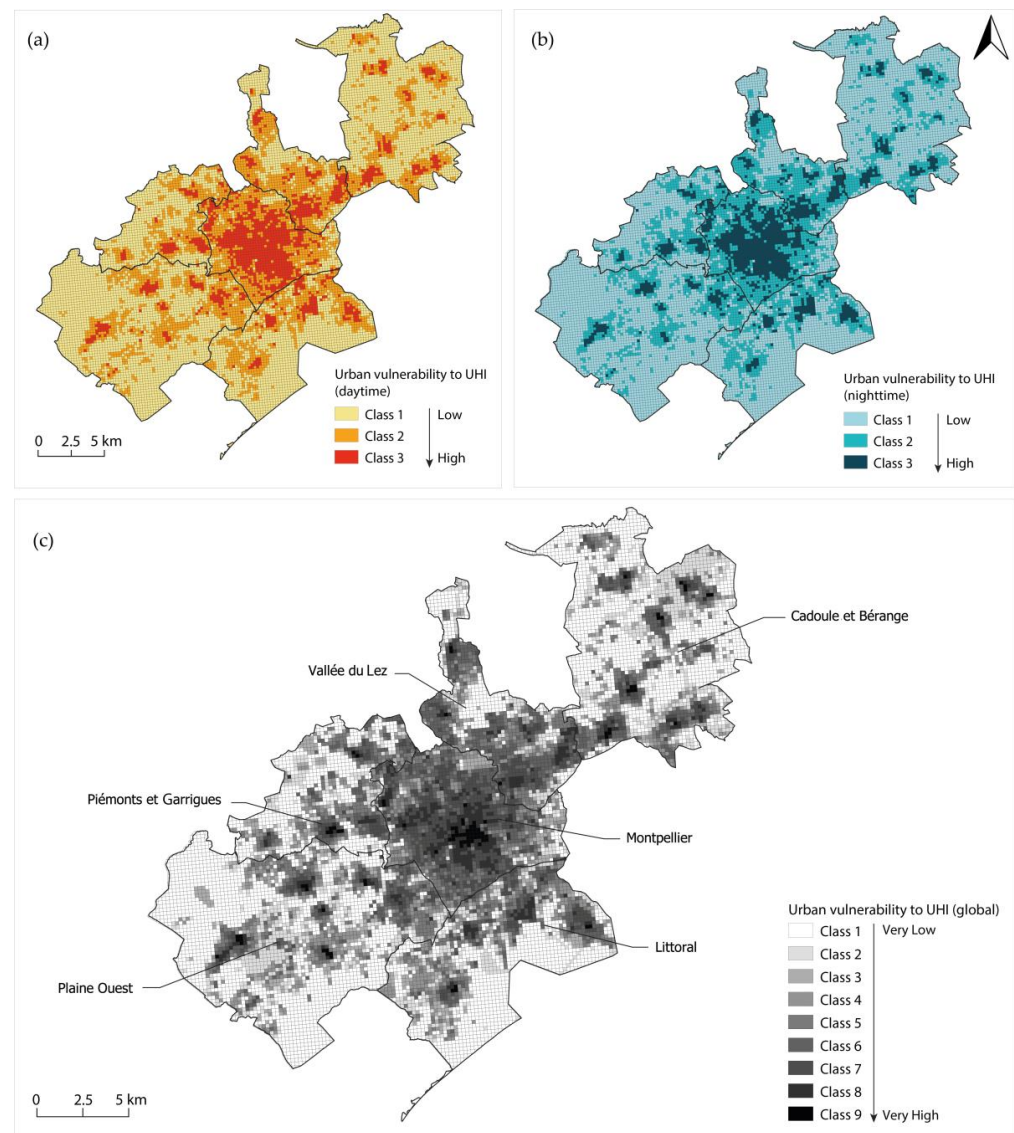 (a)
Urban vulnerability to UHI
(daytime)
Class 1
Low
Class 2
Class 3
High
0 2.5 5 km
(b)
Urban vulnerability to UHI
(nighttime)
Class 1
Low
Class 2
Class 3
High
(c)
Cadoule et Bérange
Vallée du Lez
Piémonts et Garrigues
Montpellier
Littoral
Plaine Ouest
Urban vulnerability to UHI (global)
Class 1
Very Low
Class 2
Class 3
Class 4
Class 5
Class 6
Class 7
Class 8
Class 9
Very High
0 2.5 5 km